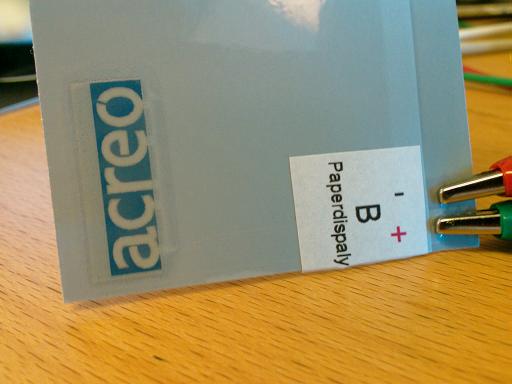 acreo
- +
B
Paperdispaly